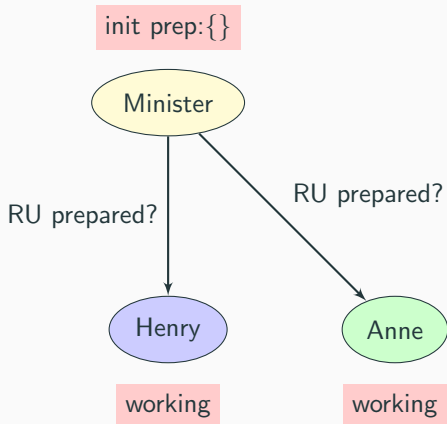 init prep:{}
Minister
RU prepared?
RU prepared?
Henry
Anne
working
working